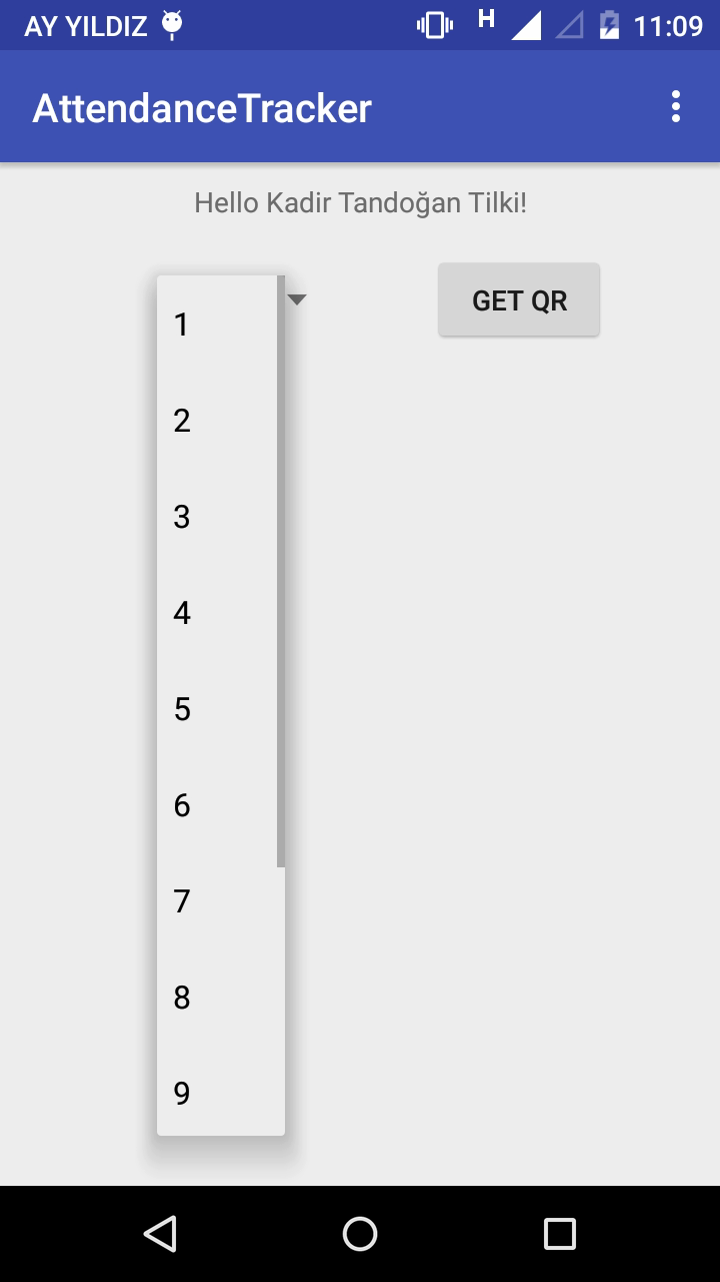 AY YILDIZ H 11:09
AttendanceTracker
Hello Kadir Tandoğan Tilki!
GET QR
1
2
3
4
5
6
7
8
9